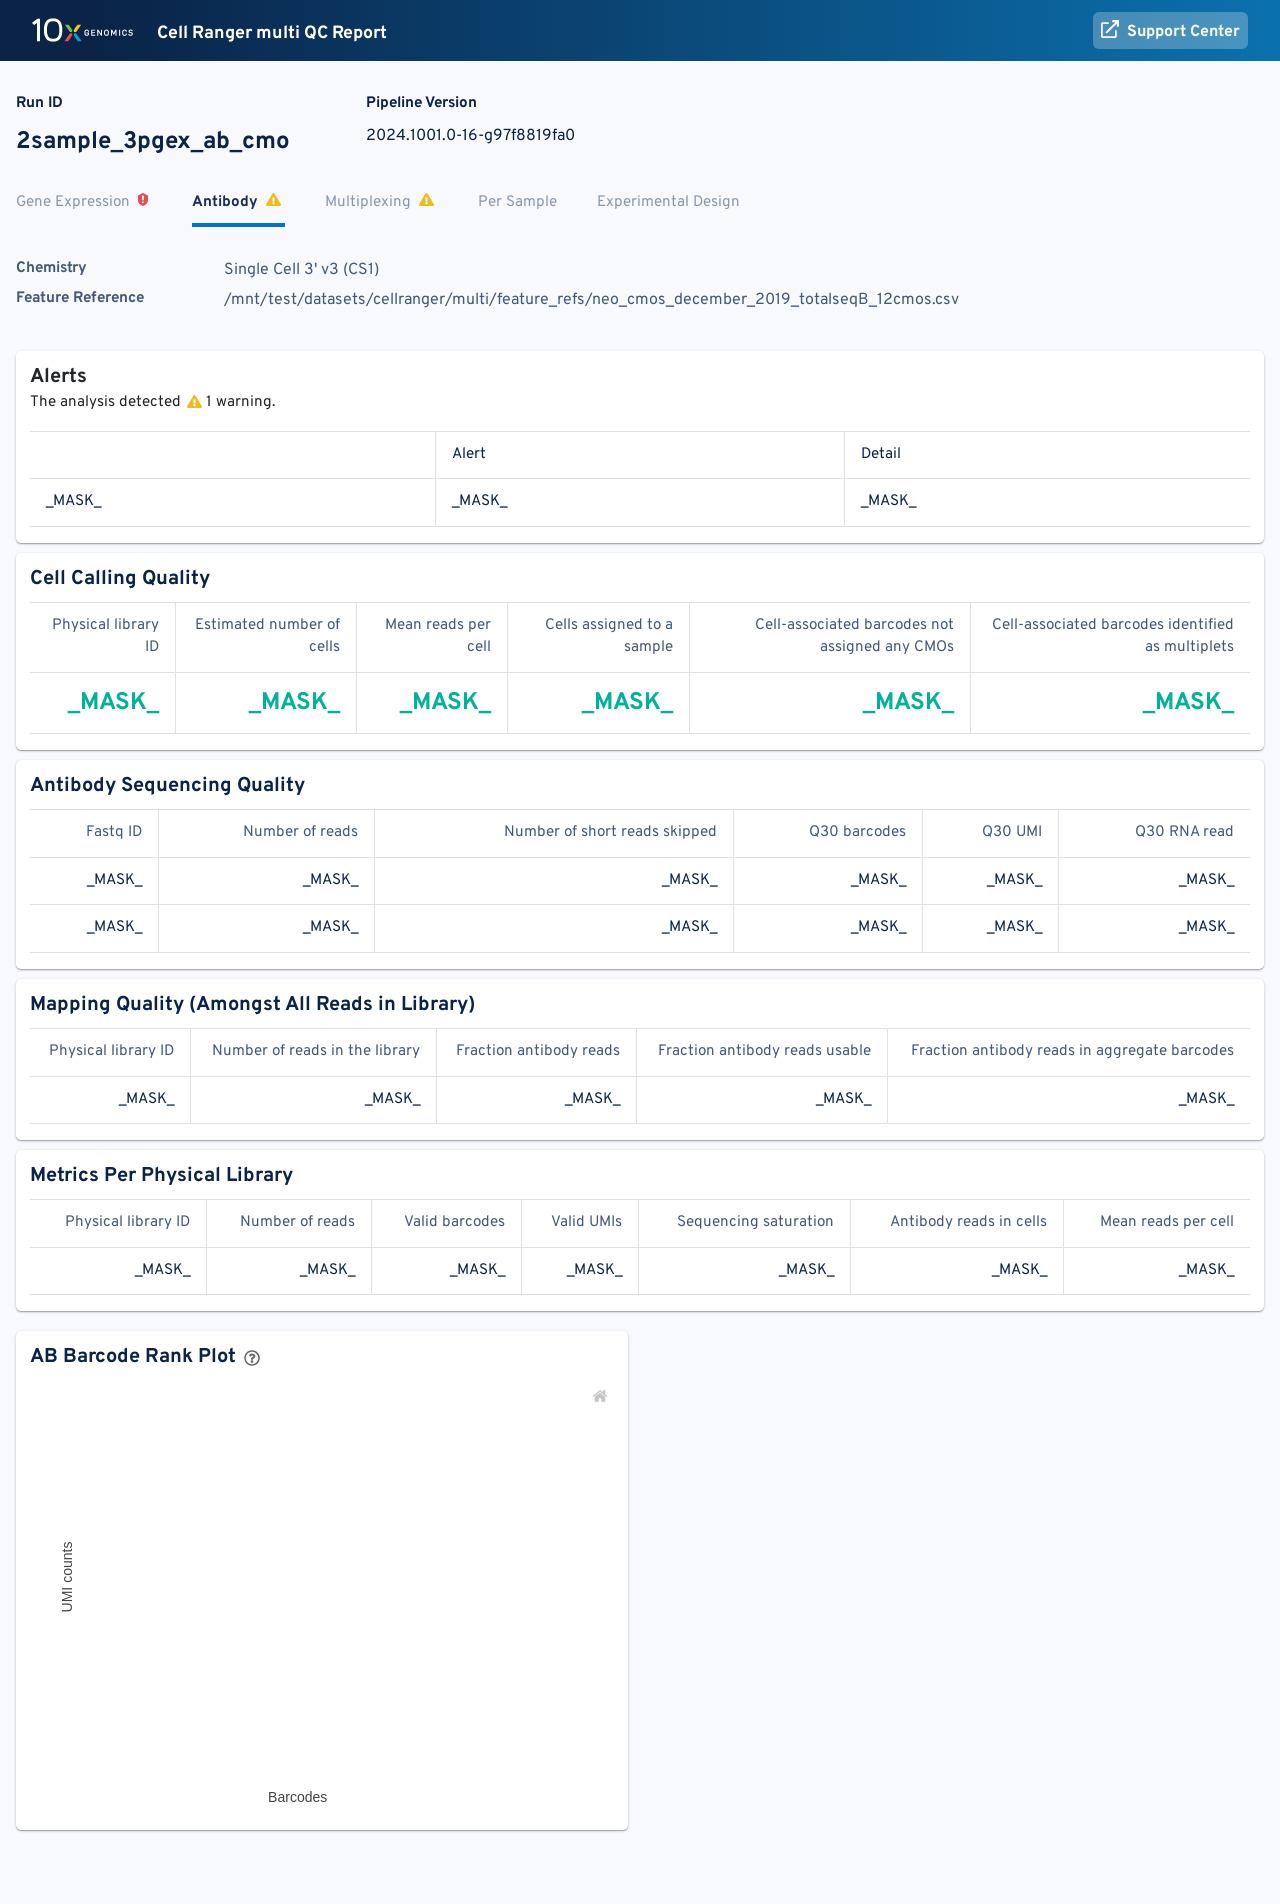 10x GENOMICS Cell Ranger multi QC Report Support Center
Run ID Pipeline Version
2sample_3pgex_ab_cmo 2024.1001.0-16-g97f8819fa0
Gene Expression Antibody Multiplexing Per Sample Experimental Design
Chemistry Single Cell 3' v3 (CS1)
Feature Reference /mnt/test/datasets/cellranger/multi/feature_refs/neo_cmos_december_2019_totalseqB_12cmos.csv
Alerts
The analysis detected 1 warning.
Alert Detail
_MASK_ _MASK_ _MASK_
Cell Calling Quality
Physical library Estimated number of Mean reads per Cells assigned to a Cell-associated barcodes not Cell-associated barcodes identified
ID cells cell sample assigned any CMOs as multiplets
_MASK_ _MASK_ _MASK_ _MASK_ _MASK_ _MASK_
Antibody Sequencing Quality
Fastq ID Number of reads Number of short reads skipped Q30 barcodes Q30 UMI Q30 RNA read
_MASK_ _MASK_ _MASK_ _MASK_ _MASK_ _MASK_
_MASK_ _MASK_ _MASK_ _MASK_ _MASK_ _MASK_
Mapping Quality (Amongst All Reads in Library)
Physical library ID Number of reads in the library Fraction antibody reads Fraction antibody reads usable Fraction antibody reads in aggregate barcodes
_MASK_ _MASK_ _MASK_ _MASK_ _MASK_
Metrics Per Physical Library
Physical library ID Number of reads Valid barcodes Valid UMIs Sequencing saturation Antibody reads in cells Mean reads per cell
_MASK_ _MASK_ _MASK_ _MASK_ _MASK_ _MASK_ _MASK_
AB Barcode Rank Plot
UMI counts
Barcodes